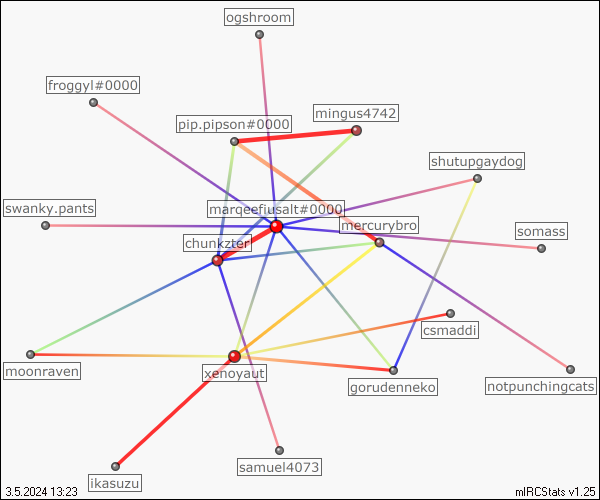 ogshroom
froggyl#0000
mingus4742
pip.pipson#0000
shutupgaydog
swanky.pants
marqeefiusalt#0000
mercurybro
somass
chunkzter
csmaddi
moonraven
xenoyaut
gorudenneko
notpunchingcats
samuel4073
ikasuzu
3.5.2024 13:23
mIRCStats v1.25